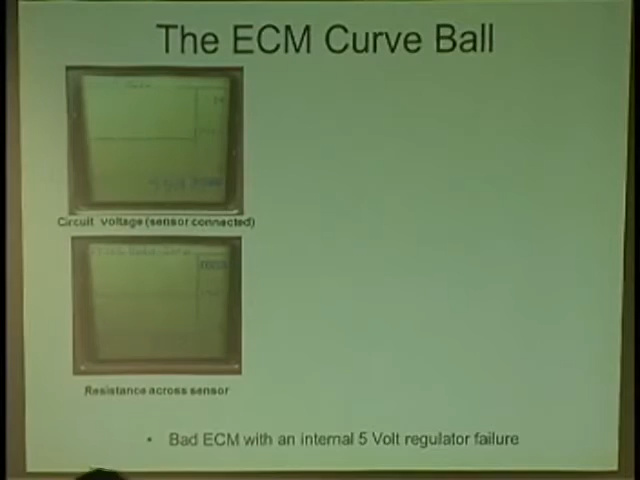 The ECM Curve Ball
Circuit voltage (sensor connected)
Resistance across sensor
• Bad ECM with an internal 5 Volt regulator failure